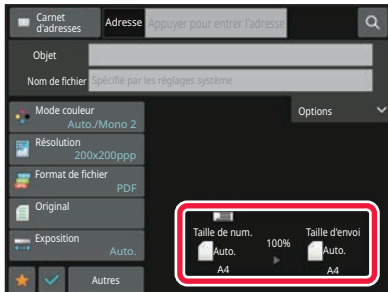 Carnet d'adresses
Adresse
Appuyer pour entrer l'adresse
Objet
Nom de fichier
Spécifié par les réglages système
Mode couleur
Auto./Mono 2
Options
Résolution
200x200ppp
Format de fichier
PDF
Original
Exposition
Auto.
Taille de num.
Auto.
A4
100%
Taille d'envoi
Auto.
A4
Autres